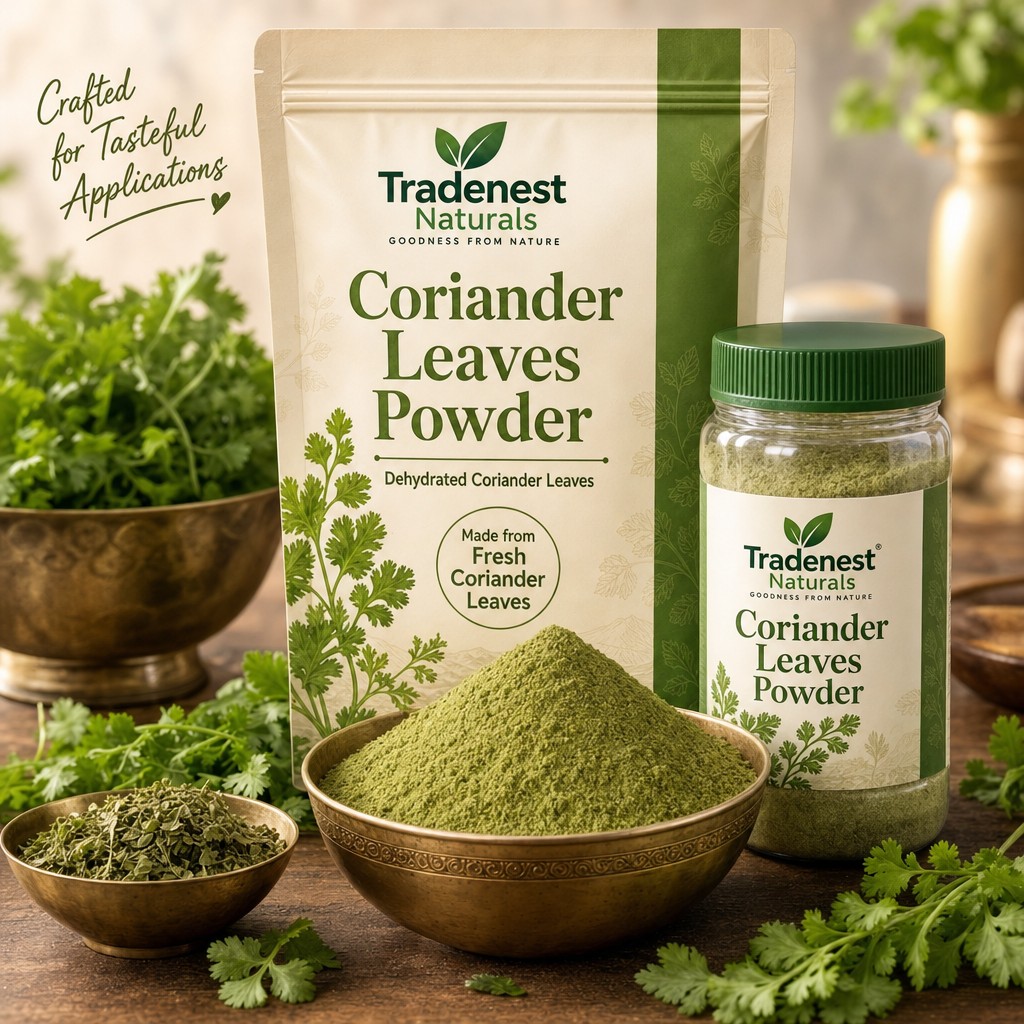 Crafted
for Tasteful
Applications
Tradenest
Naturals
GOODNESS FROM NATURE
Coriander
Leaves
Powder
Dehydrated Coriander Leaves
Made from
Fresh
Coriander
Leaves
Tradenest®
Naturals
GOODNESS FROM NATURE
Coriander
Leaves
Powder